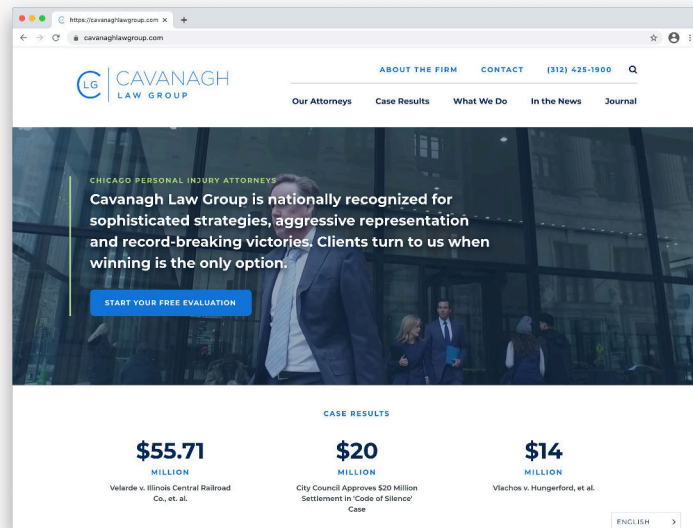 https://cavanaghlawgroup.com
cavanaghlawgroup.com
ABOUT THE FIRM CONTACT (312) 425-1900
LG CAVANAGH
LAW GROUP
Our Attorneys Case Results What We Do In the News Journal
CHICAGO PERSONAL INJURY ATTORNEYS
Cavanagh Law Group is nationally recognized for
sophisticated strategies, aggressive representation
and record-breaking victories. Clients turn to us when
winning is the only option.
START YOUR FREE EVALUATION
CASE RESULTS
$55.71
MILLION
Velarde v. Illinois Central Railroad
Co., et. al.
$20
MILLION
City Council Approves $20 Million
Settlement in 'Code of Silence'
Case
$14
MILLION
Vlachos v. Hungerford, et al.
ENGLISH